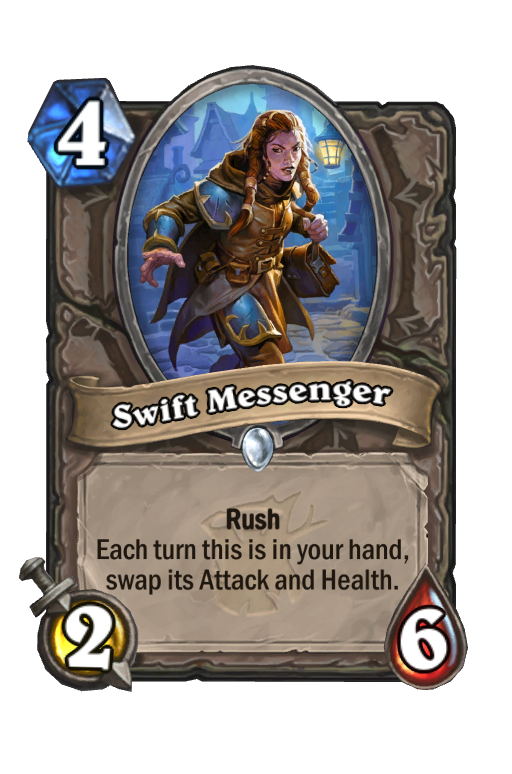 4
Swift Messenger
Rush
Each turn this is in your hand,
swap its Attack and Health.
2
6